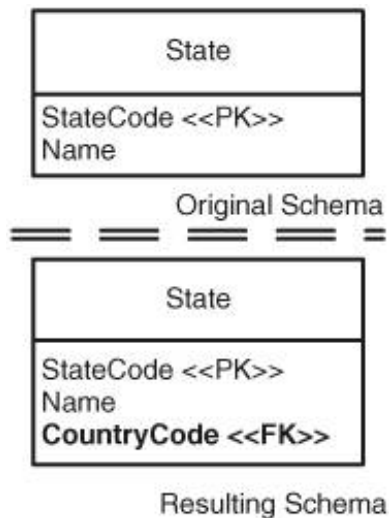 State
StateCode <<PK>>
Name
Original Schema
State
StateCode <<PK>>
Name
CountryCode <<FK>>
Resulting Schema